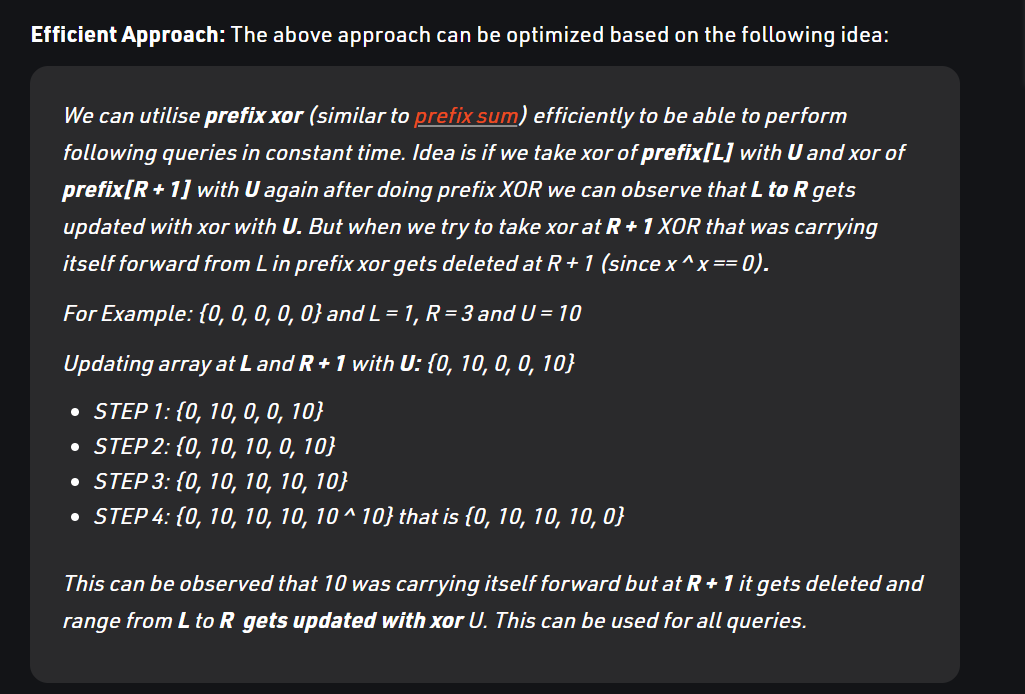 Efficient Approach: The above approach can be optimized based on the following idea:
We can utilise prefix xor (similar to prefix sum) efficiently to be able to perform
following queries in constant time. Idea is if we take xor of prefix[L] with U and xor of
prefix[R + 1] with U again after doing prefix XOR we can observe that L to R gets
updated with xor with U. But when we try to take xor at R + 1 XOR that was carrying
itself forward from L in prefix xor gets deleted at R + 1 (since x ^ x == 0).
For Example: {0, 0, 0, 0, 0} and L = 1, R = 3 and U = 10
Updating array at L and R + 1 with U: {0, 10, 0, 0, 10}
• STEP 1: {0, 10, 0, 0, 10}
• STEP 2: {0, 10, 10, 0, 10}
• STEP 3: {0, 10, 10, 10, 10}
• STEP 4: {0, 10, 10, 10, 10 ^ 10} that is {0, 10, 10, 10, 0}
This can be observed that 10 was carrying itself forward but at R + 1 it gets deleted and
range from L to R gets updated with xor U. This can be used for all queries.